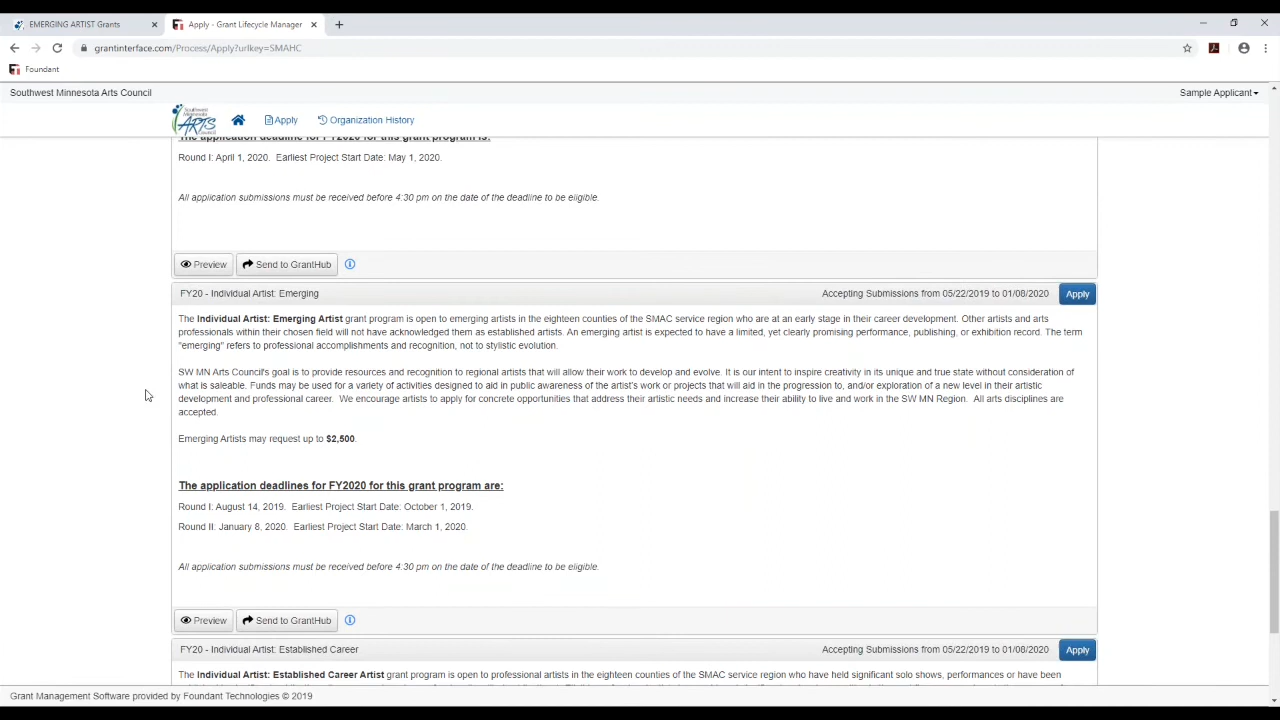 EMERGING ARTIST Grants
Apply - Grant Lifecycle Manager
grantinterface.com/Process/Apply?urlkey=SMAHC
Foundant
Southwest Minnesota Arts Council
Sample Applicant
Southwest Minnesota ARTS Council
Apply
Organization History
The application deadline for FY2020 for this grant program is:
Round I: April 1, 2020. Earliest Project Start Date: May 1, 2020.
All application submissions must be received before 4:30 pm on the date of the deadline to be eligible.
Preview
Send to GrantHub
FY20 - Individual Artist: Emerging
Accepting Submissions from 05/22/2019 to 01/08/2020
Apply
The Individual Artist: Emerging Artist grant program is open to emerging artists in the eighteen counties of the SMAC service region who are at an early stage in their career development. Other artists and arts
professionals within their chosen field will not have acknowledged them as established artists. An emerging artist is expected to have a limited, yet clearly promising performance, publishing, or exhibition record. The term
"emerging" refers to professional accomplishments and recognition, not to stylistic evolution.
SW MN Arts Council's goal is to provide resources and recognition to regional artists that will allow their work to develop and evolve. It is our intent to inspire creativity in its unique and true state without consideration of
what is saleable. Funds may be used for a variety of activities designed to aid in public awareness of the artist's work or projects that will aid in the progression to, and/or exploration of a new level in their artistic
development and professional career. We encourage artists to apply for concrete opportunities that address their artistic needs and increase their ability to live and work in the SW MN Region. All arts disciplines are
accepted.
Emerging Artists may request up to $2,500.
The application deadlines for FY2020 for this grant program are:
Round I: August 14, 2019. Earliest Project Start Date: October 1, 2019.
Round II: January 8, 2020. Earliest Project Start Date: March 1, 2020.
All application submissions must be received before 4:30 pm on the date of the deadline to be eligible.
Preview
Send to GrantHub
FY20 - Individual Artist: Established Career
Accepting Submissions from 05/22/2019 to 01/08/2020
Apply
The Individual Artist: Established Career Artist grant program is open to professional artists in the eighteen counties of the SMAC service region who have held significant solo shows, performances or have been
Grant Management Software provided by Foundant Technologies © 2019